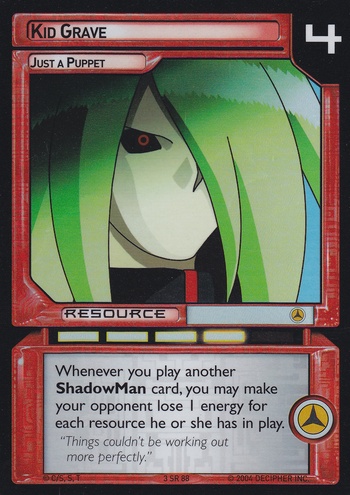 Kid Grave
4
Just a Puppet
Resource
Whenever you play another
ShadowMan card, you may make
your opponent lose 1 energy for
each resource he or she has in play.
"Things couldn't be working out
more perfectly."
© C/S, S, T
3 SR 88
© 2004 DECIPHER INC.